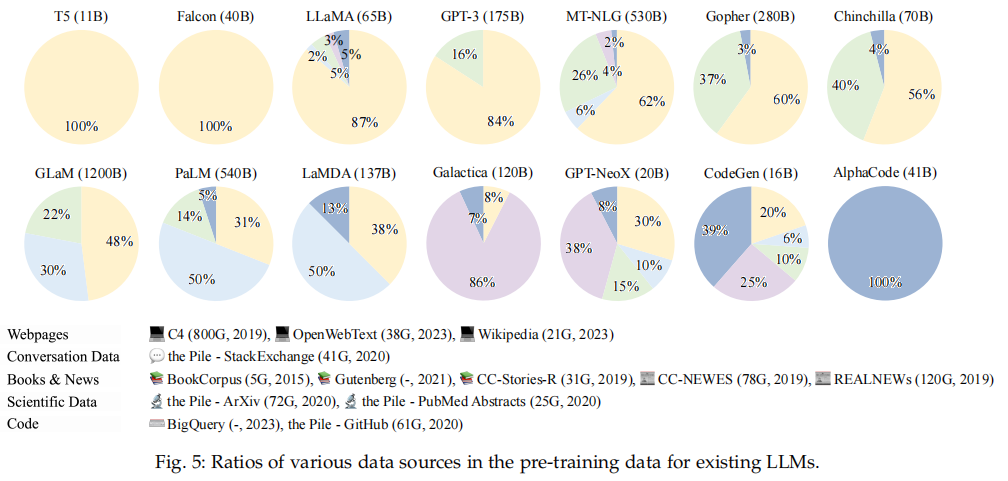 T5 (11B) Falcon (40B) LLaMA (65B) GPT-3 (175B) MT-NLG (530B) Gopher (280B) Chinchilla (70B)
100%
100%
3% 5% 2% 5% 87%
16% 84%
2% 4% 26% 6% 62%
3% 37% 60%
4% 40% 56%
GLaM (1200B) PaLM (540B) LaMDA (137B) Galactica (120B) GPT-NeoX (20B) CodeGen (16B) AlphaCode (41B)
22% 48% 30%
5% 14% 31% 50%
13% 38% 50%
8% 7% 86%
8% 30% 38% 10% 15%
20% 39% 6% 10% 25%
100%
Webpages C4 (800G, 2019), OpenWebText (38G, 2023), Wikipedia (21G, 2023)
Conversation Data the Pile - StackExchange (41G, 2020)
Books & News BookCorpus (5G, 2015), Gutenberg (-, 2021), CC-Stories-R (31G, 2019), CC-NEWES (78G, 2019), REALNEWs (120G, 2019)
Scientific Data the Pile - ArXiv (72G, 2020), the Pile - PubMed Abstracts (25G, 2020)
Code BigQuery (-, 2023), the Pile - GitHub (61G, 2020)
Fig. 5: Ratios of various data sources in the pre-training data for existing LLMs.